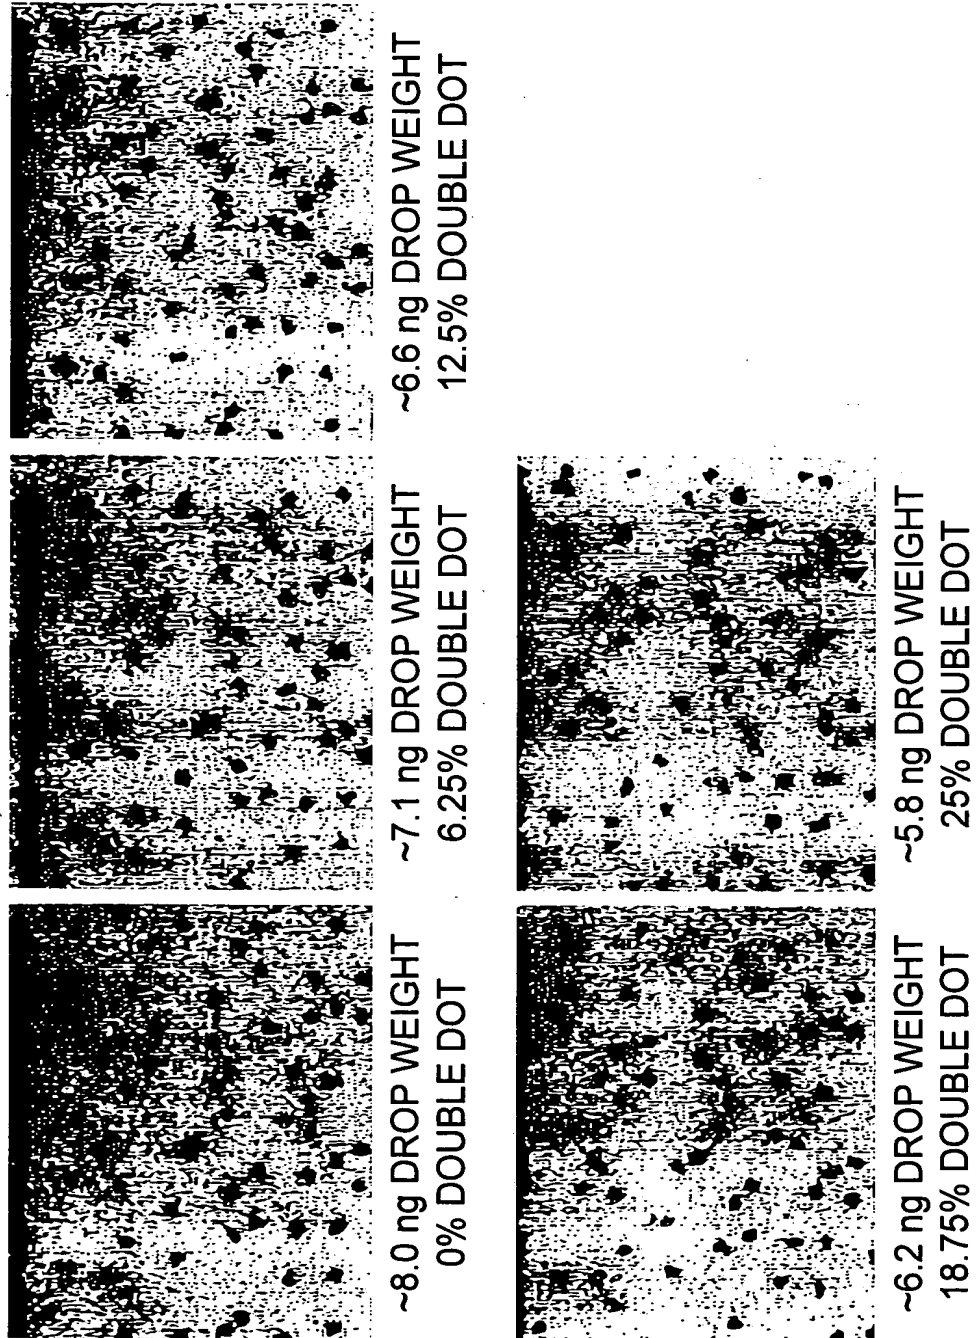 ~8.0 ng DROP WEIGHT
0% DOUBLE DOT
~7.1 ng DROP WEIGHT
6.25% DOUBLE DOT
~6.6 ng DROP WEIGHT
12.5% DOUBLE DOT
~6.2 ng DROP WEIGHT
18.75% DOUBLE DOT
~5.8 ng DROP WEIGHT
25% DOUBLE DOT